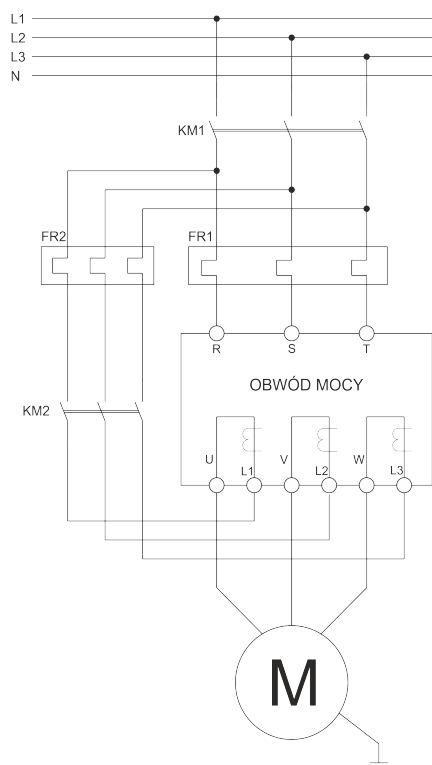 L1
L2
L3
N
KM1
FR2
FR1
R S T
OBWÓD MOCY
KM2
U L1 V L2 W L3
M